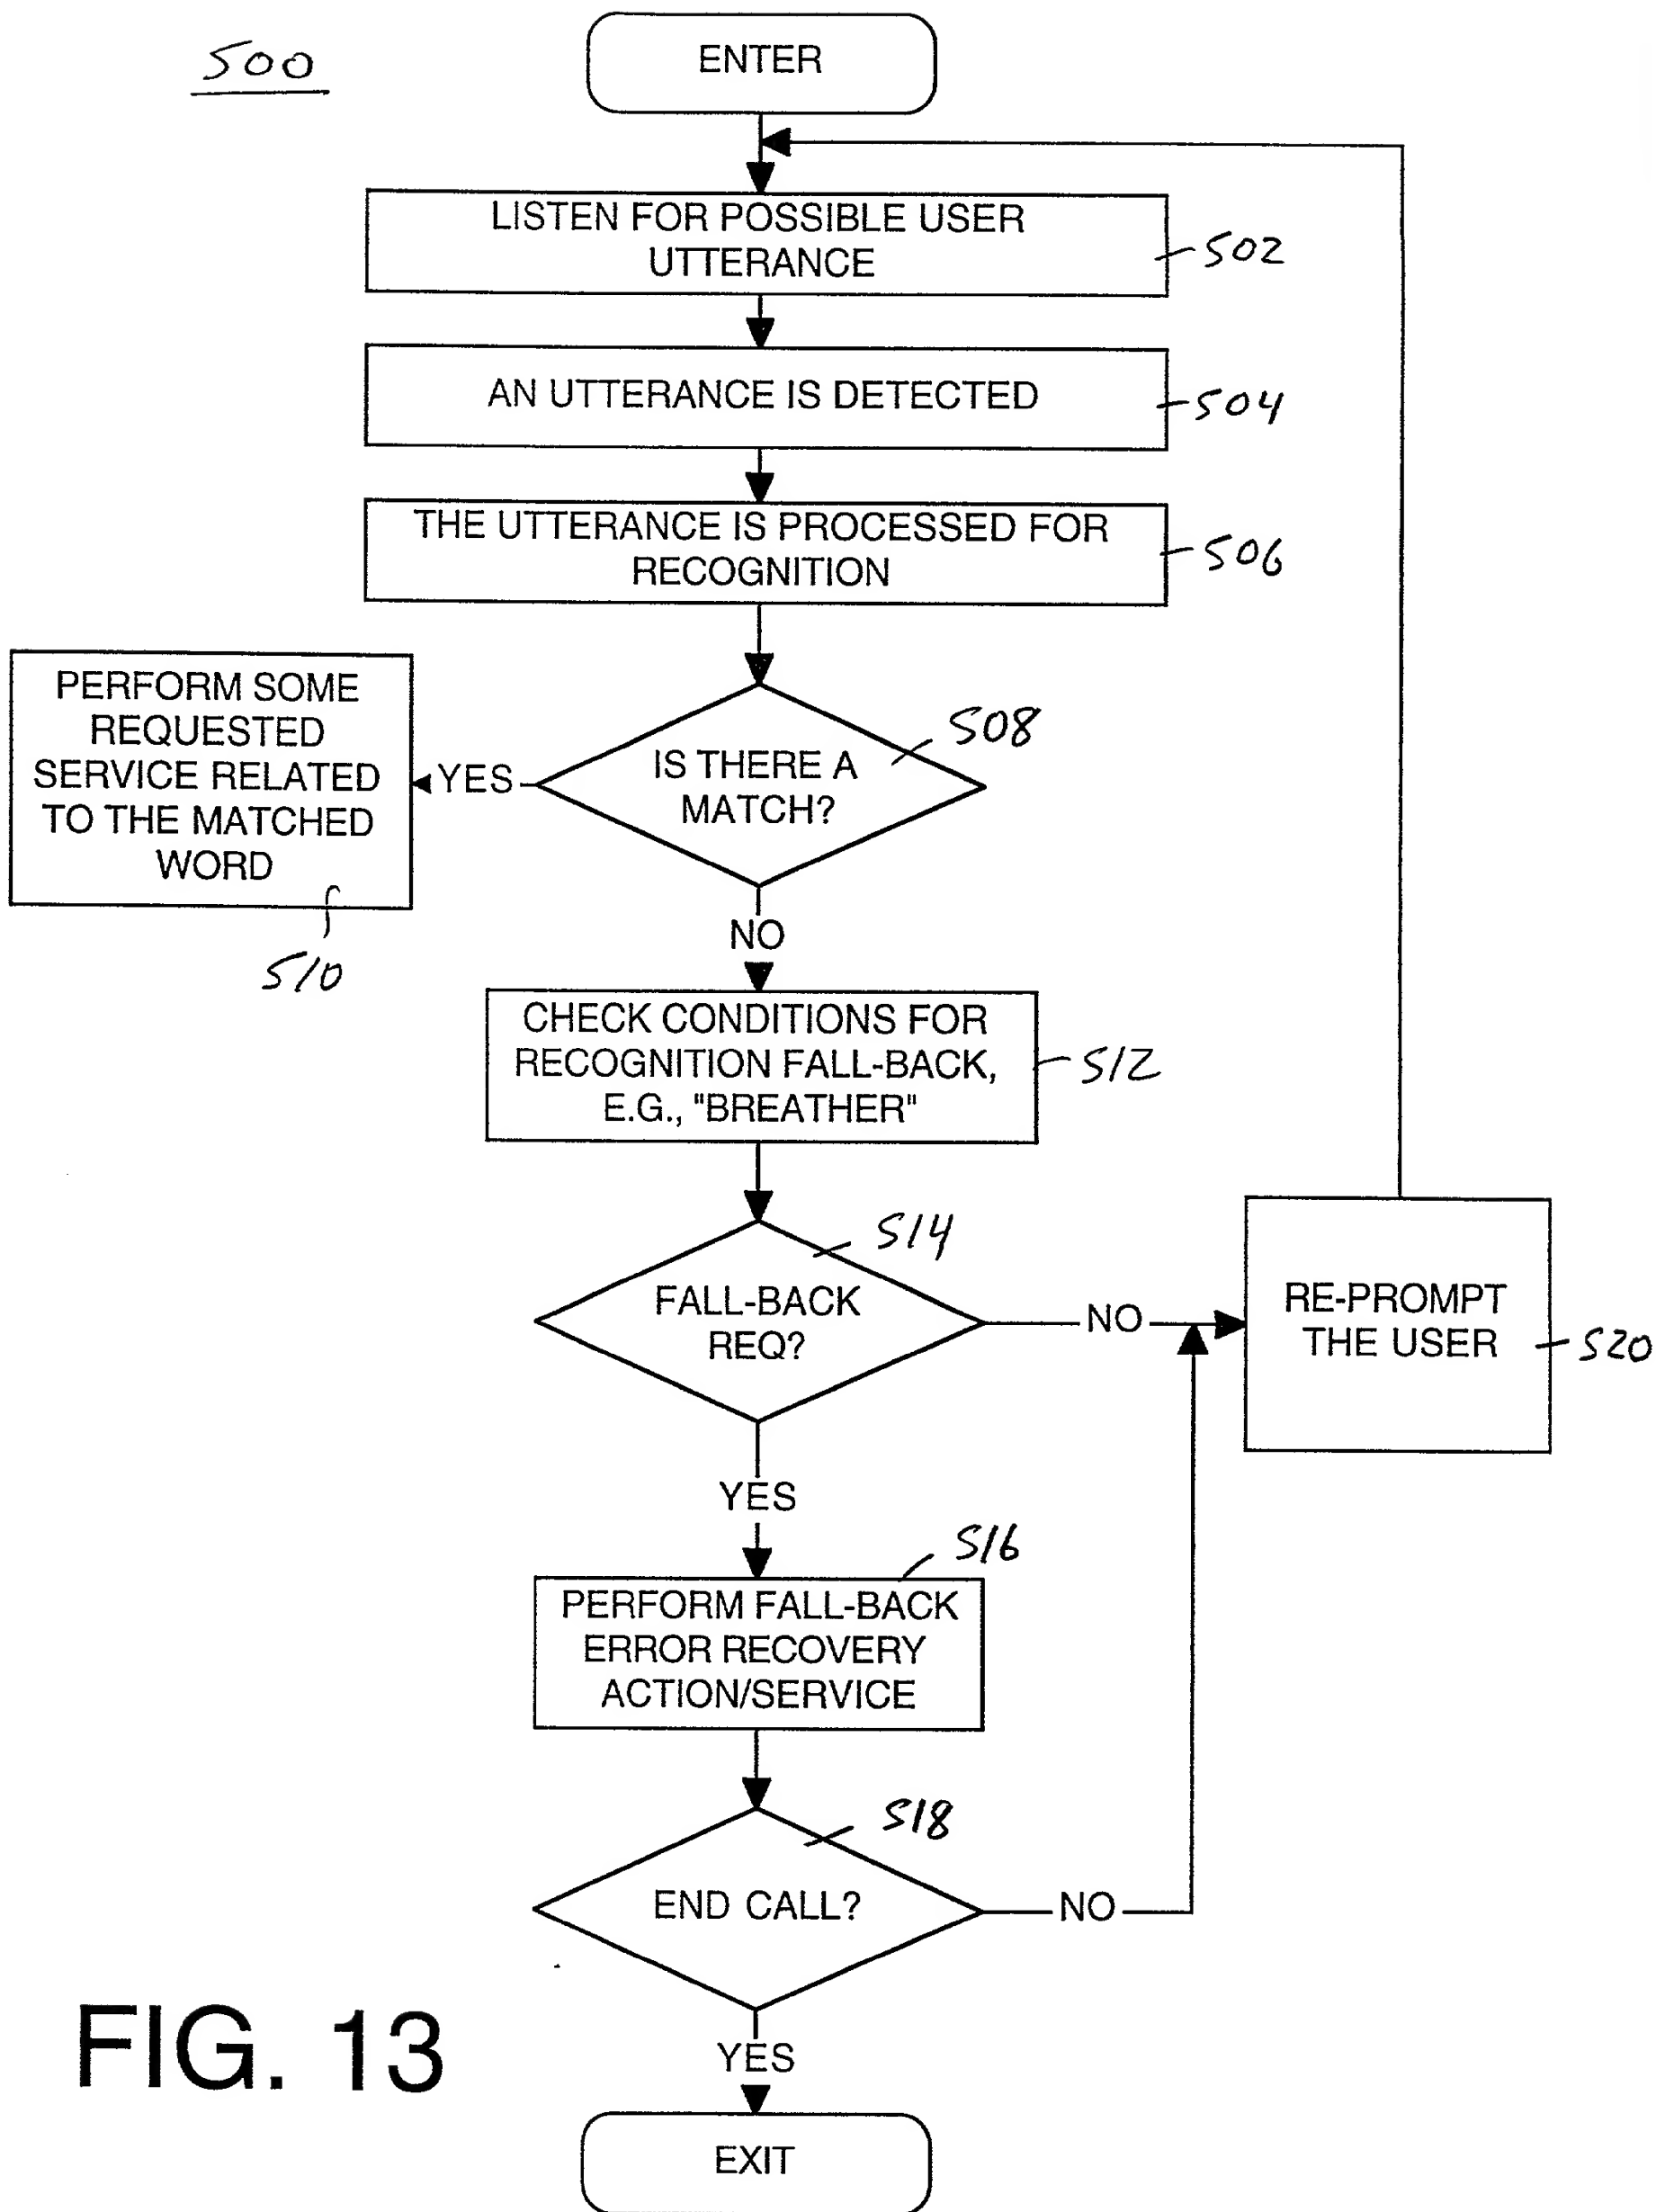 500
ENTER
LISTEN FOR POSSIBLE USER
UTTERANCE
502
AN UTTERANCE IS DETECTED
504
THE UTTERANCE IS PROCESSED FOR
RECOGNITION
506
PERFORM SOME
REQUESTED
SERVICE RELATED
TO THE MATCHED
WORD
510
YES
IS THERE A
MATCH?
508
NO
CHECK CONDITIONS FOR
RECOGNITION FALL-BACK,
E.G., "BREATHER"
512
FALL-BACK
REQ?
514
NO
RE-PROMPT
THE USER
520
YES
PERFORM FALL-BACK
ERROR RECOVERY
ACTION/SERVICE
516
END CALL?
518
NO
YES
EXIT
FIG. 13